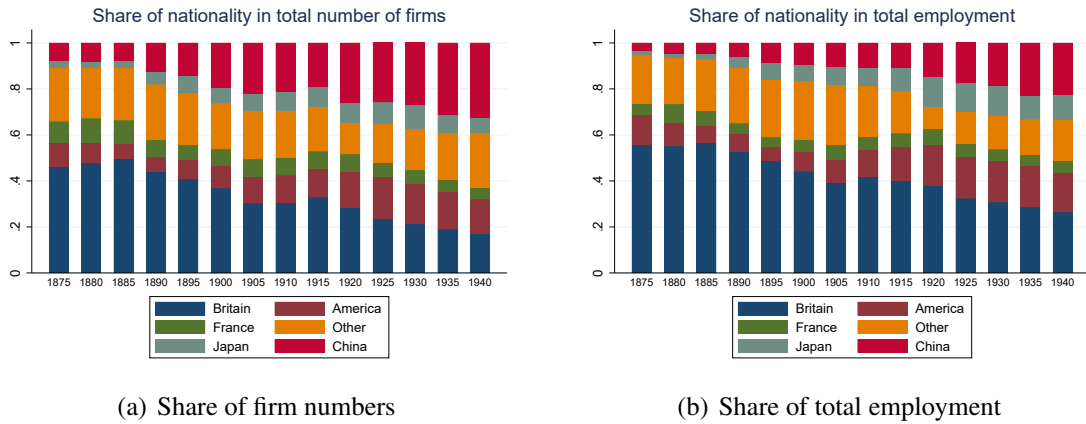 Share of nationality in total number of firms
1
.8
.6
.4
.2
0
1875 1880 1885 1890 1895 1900 1905 1910 1915 1920 1925 1930 1935 1940
Britain America
France Other
Japan China
(a) Share of firm numbers
Share of nationality in total employment
1
.8
.6
.4
.2
0
1875 1880 1885 1890 1895 1900 1905 1910 1915 1920 1925 1930 1935 1940
Britain America
France Other
Japan China
(b) Share of total employment